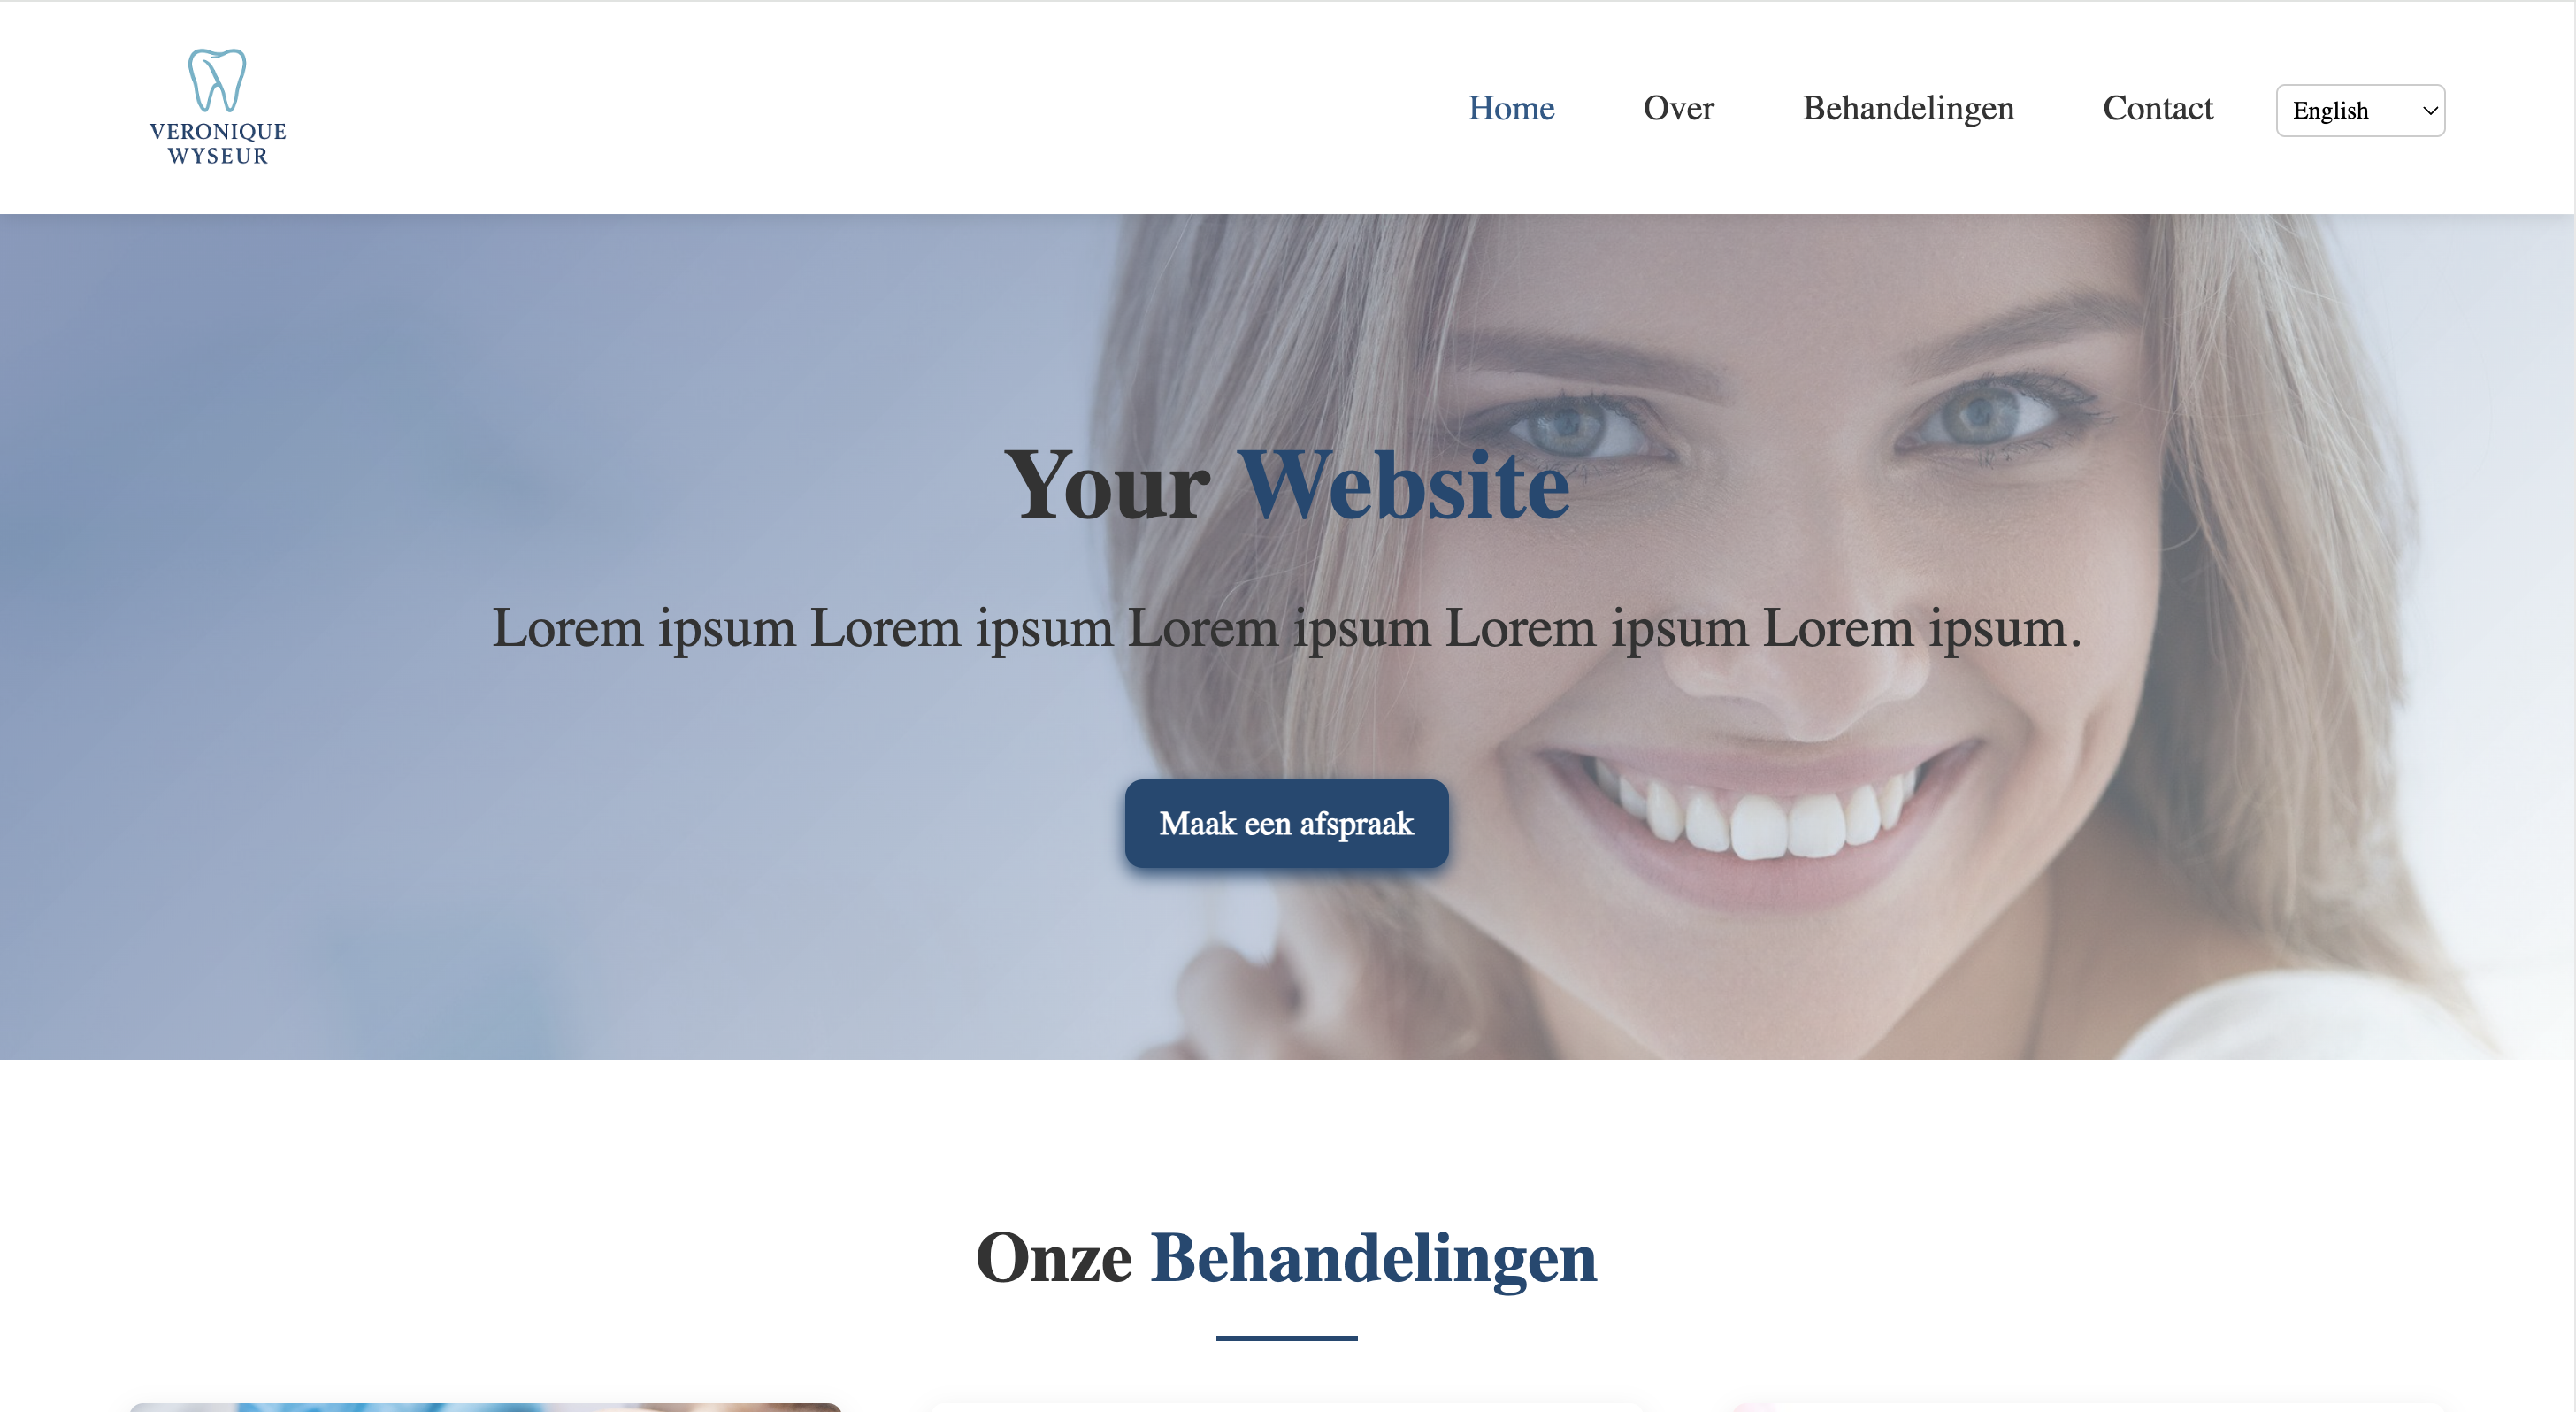 VERONIQUE
WYSEUR
Home Over Behandelingen Contact English
Your Website
Lorem ipsum Lorem ipsum Lorem ipsum Lorem ipsum Lorem ipsum.
Maak een afspraak
Onze Behandelingen